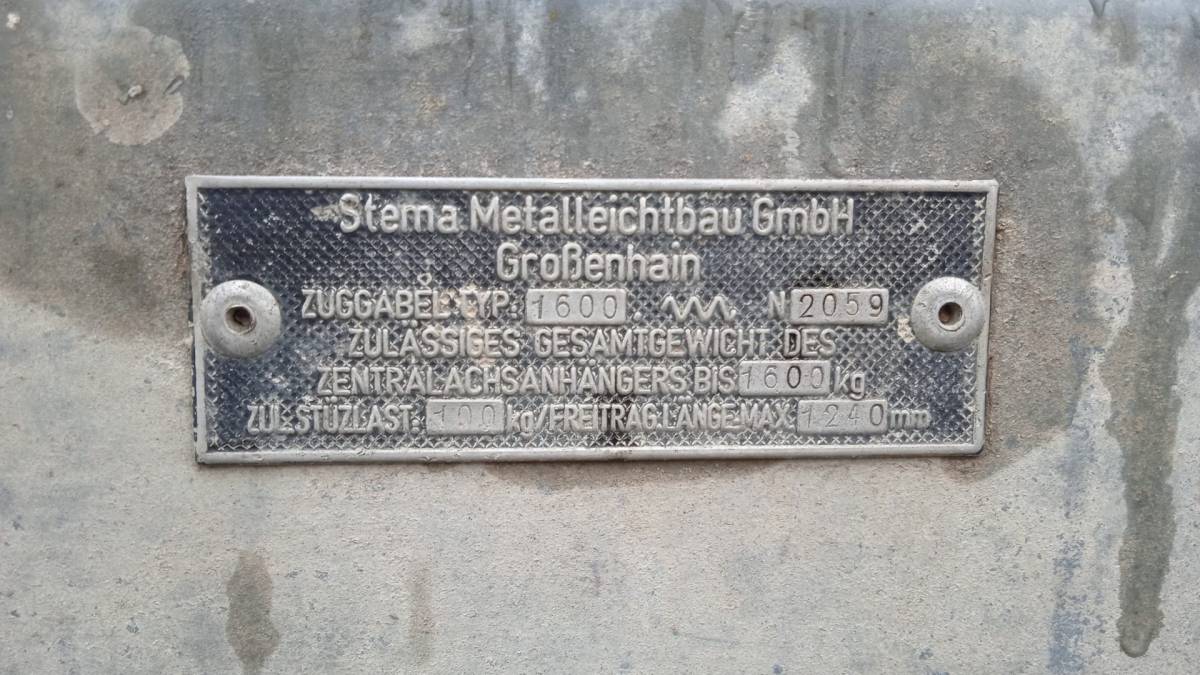 Stema Metalleichtbau GmbH
Großenhain
ZUGGABEL TYP: 1600 N 2059
ZULÄSSIGES GESAMTGEWICHT DES
ZENTRALACHSANHÄNGERS BIS 1600 kg
ZUL. STÜZLAST: 100 kg/FREITRAG.LÄNGE MAX. 1240 mm